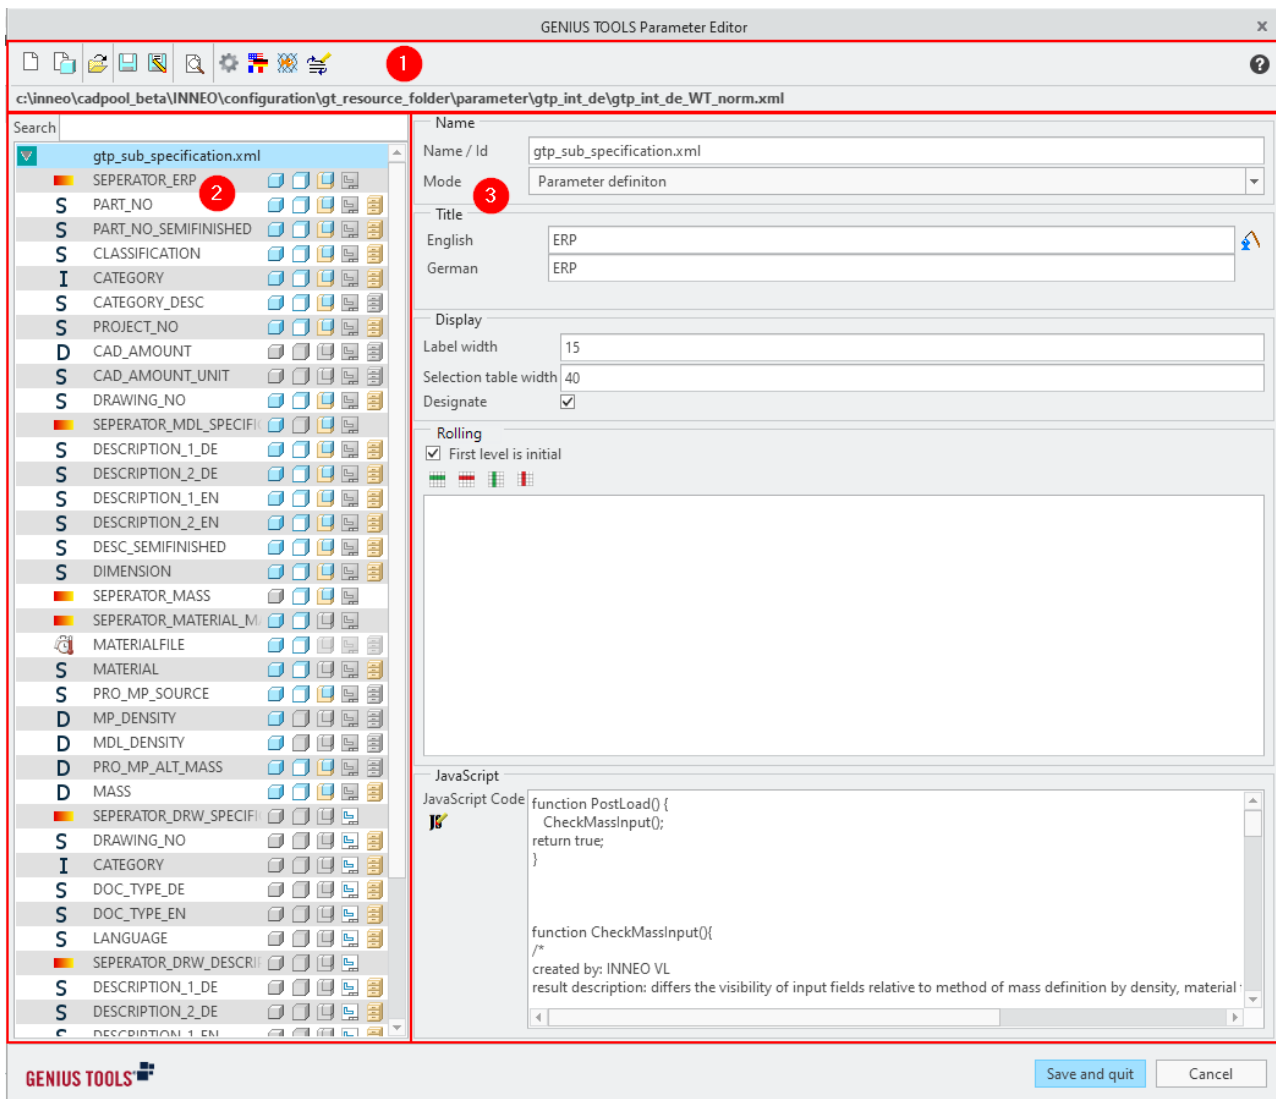 GENIUS TOOLS Parameter Editor
1
c:\inneo\cadpool_beta\INNEO\configuration\gt_resource_folder\parameter\gtp_int_de\gtp_int_de_WT_norm.xml
Search
gtp_sub_specification.xml
SEPERATOR_ERP
2
S PART_NO
S PART_NO_SEMIFINISHED
S CLASSIFICATION
I CATEGORY
S CATEGORY_DESC
S PROJECT_NO
D CAD_AMOUNT
S CAD_AMOUNT_UNIT
S DRAWING_NO
SEPERATOR_MDL_SPECIFI
S DESCRIPTION_1_DE
S DESCRIPTION_2_DE
S DESCRIPTION_1_EN
S DESCRIPTION_2_EN
S DESC_SEMIFINISHED
S DIMENSION
SEPERATOR_MASS
SEPERATOR_MATERIAL_M
MATERIALFILE
S MATERIAL
S PRO_MP_SOURCE
D MP_DENSITY
D MDL_DENSITY
D PRO_MP_ALT_MASS
D MASS
SEPERATOR_DRW_SPECIFI
S DRAWING_NO
I CATEGORY
S DOC_TYPE_DE
S DOC_TYPE_EN
S LANGUAGE
SEPERATOR_DRW_DESCRI
S DESCRIPTION_1_DE
S DESCRIPTION_2_DE
S DESCRIPTION_1_EN
Name
Name / Id gtp_sub_specification.xml
Mode 3 Parameter definiton
Title
English ERP
German ERP
Display
Label width 15
Selection table width 40
Designate
Rolling
First level is initial
JavaScript
JavaScript Code
function PostLoad() {
CheckMassInput();
return true;
}
function CheckMassInput(){
/*
created by: INNEO VL
result description: differs the visibility of input fields relative to method of mass definition by density, material
GENIUS TOOLS
Save and quit
Cancel